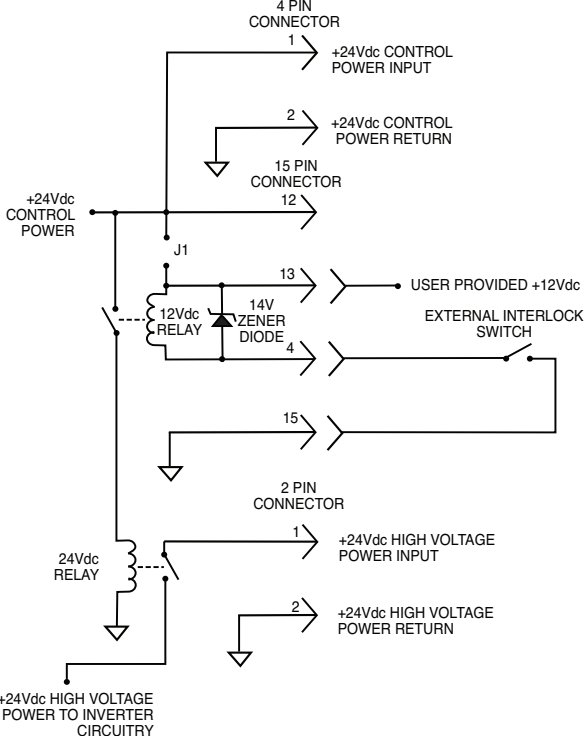 4 PIN
CONNECTOR
1
+24Vdc CONTROL
POWER INPUT
2
+24Vdc CONTROL
POWER RETURN
15 PIN
CONNECTOR
+24Vdc
CONTROL
POWER
12
J1
13
USER PROVIDED +12Vdc
12Vdc
RELAY
14V
ZENER
DIODE
EXTERNAL INTERLOCK
SWITCH
4
15
2 PIN
CONNECTOR
1
+24Vdc HIGH VOLTAGE
POWER INPUT
24Vdc
RELAY
2
+24Vdc HIGH VOLTAGE
POWER RETURN
+24Vdc HIGH VOLTAGE
POWER TO INVERTER
CIRCUITRY